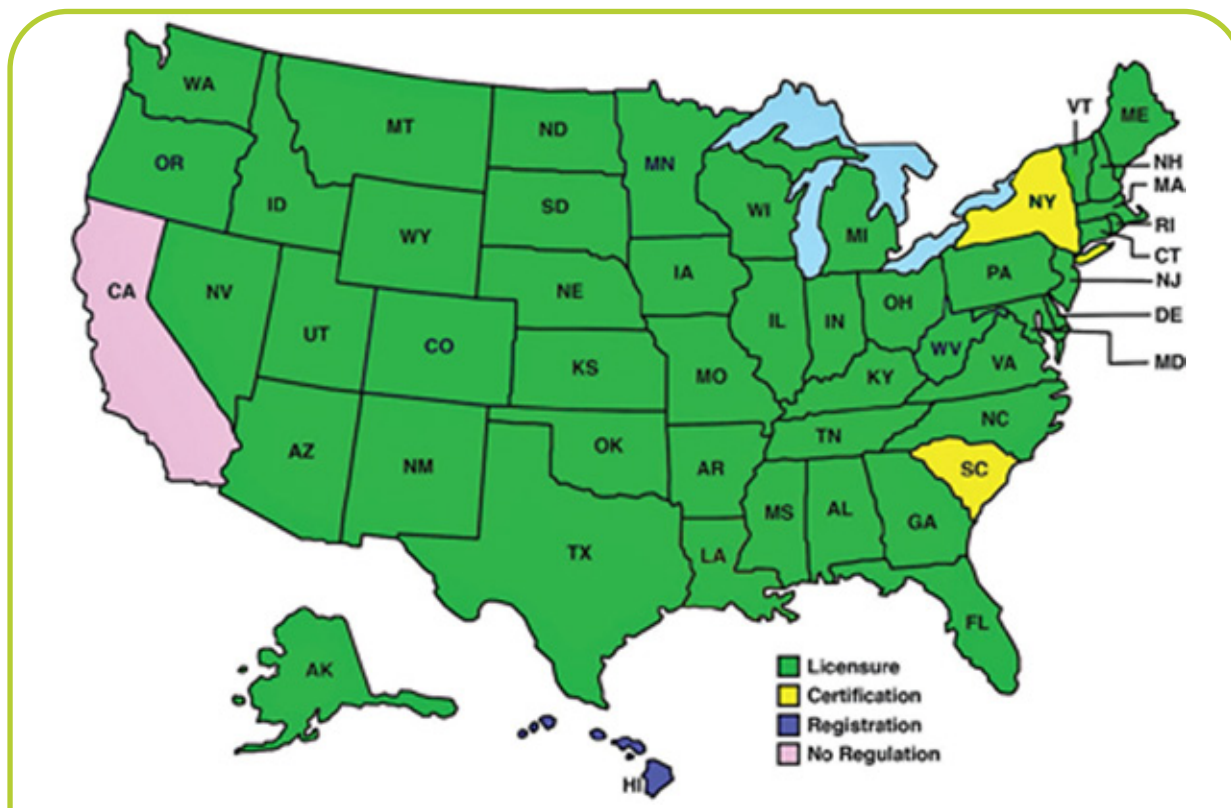 WA
MT
ND
MN
VT
ME
OR
ID
SD
WI
MI
NY
NH
MA
RI
CT
WY
IA
PA
NJ
CA
NV
UT
CO
NE
IL
IN
OH
WV
VA
DE
MD
KS
MO
KY
AZ
NM
OK
AR
TN
NC
SC
TX
LA
MS
AL
GA
FL
AK
HI
Licensure
Certification
Registration
No Regulation